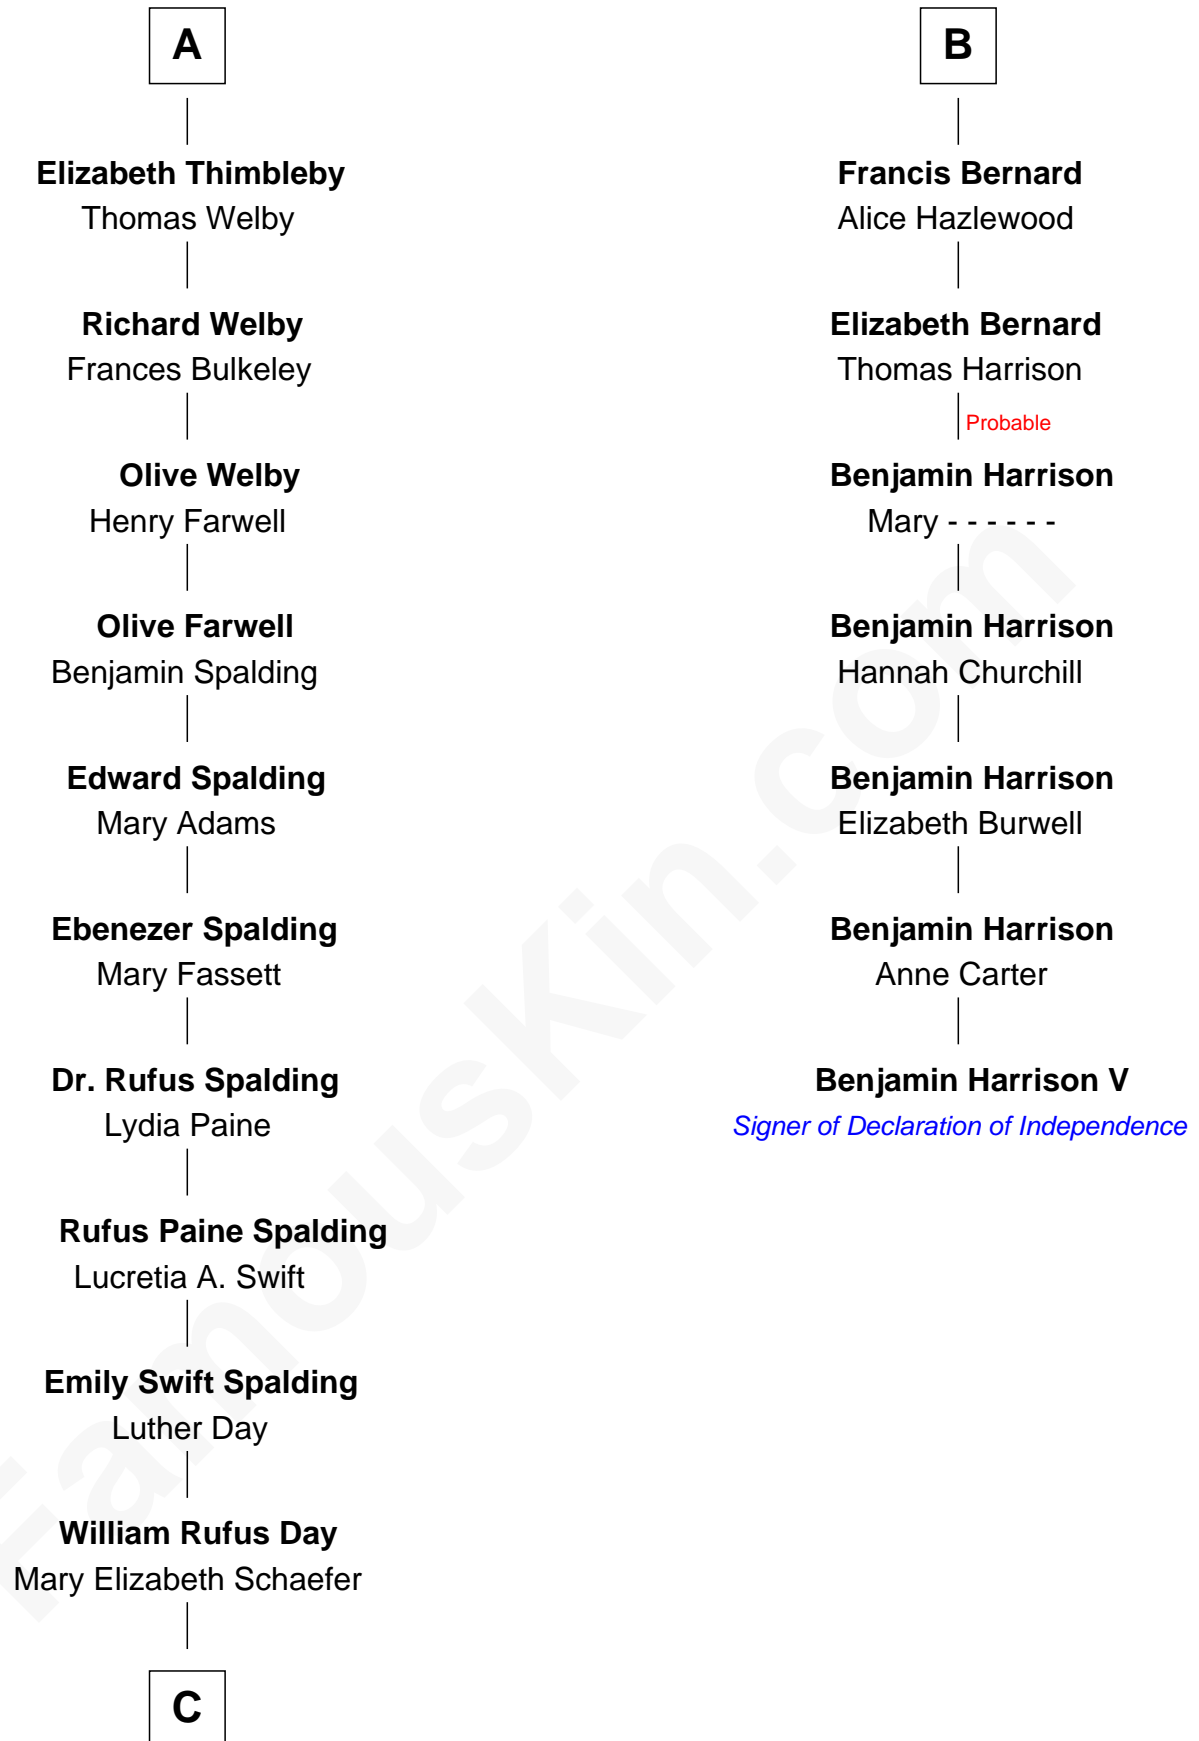 A
Elizabeth Thimbleby
Thomas Welby
Richard Welby
Frances Bulkeley
Olive Welby
Henry Farwell
Olive Farwell
Benjamin Spalding
Edward Spalding
Mary Adams
Ebenezer Spalding
Mary Fassett
Dr. Rufus Spalding
Lydia Paine
Rufus Paine Spalding
Lucretia A. Swift
Emily Swift Spalding
Luther Day
William Rufus Day
Mary Elizabeth Schaefer
C
B
Francis Bernard
Alice Hazlewood
Elizabeth Bernard
Thomas Harrison
Probable
Benjamin Harrison
Mary - - - - - -
Benjamin Harrison
Hannah Churchill
Benjamin Harrison
Elizabeth Burwell
Benjamin Harrison
Anne Carter
Benjamin Harrison V
Signer of Declaration of Independence
FamousKin.com